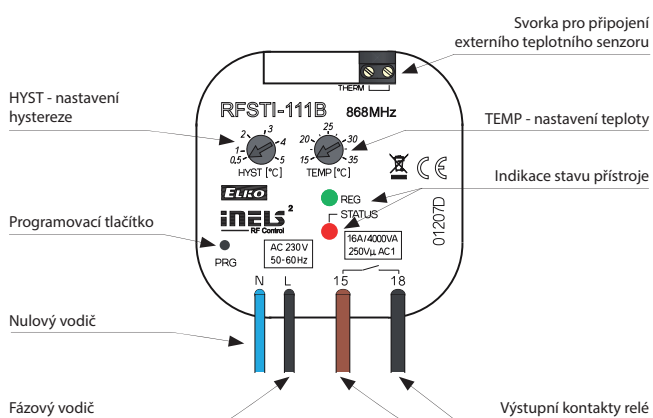 Svorka pro připojení
externího teplotního senzoru
THERM
RFSTI-111B 868MHz
HYST - nastavení
hystereze
0,5 1 2 3 4 5
HYST [°C]
15 20 25 30 35
TEMP [°C]
TEMP - nastavení teploty
CE
Indikace stavu přístroje
ELKO
REG
STATUS
iNELS²
RF Control
01207D
Programovací tlačítko
PRG
AC 230V
50-60Hz
16A/4000VA
250Vµ AC1
N L 15 18
Nulový vodič
Fázový vodič
Výstupní kontakty relé